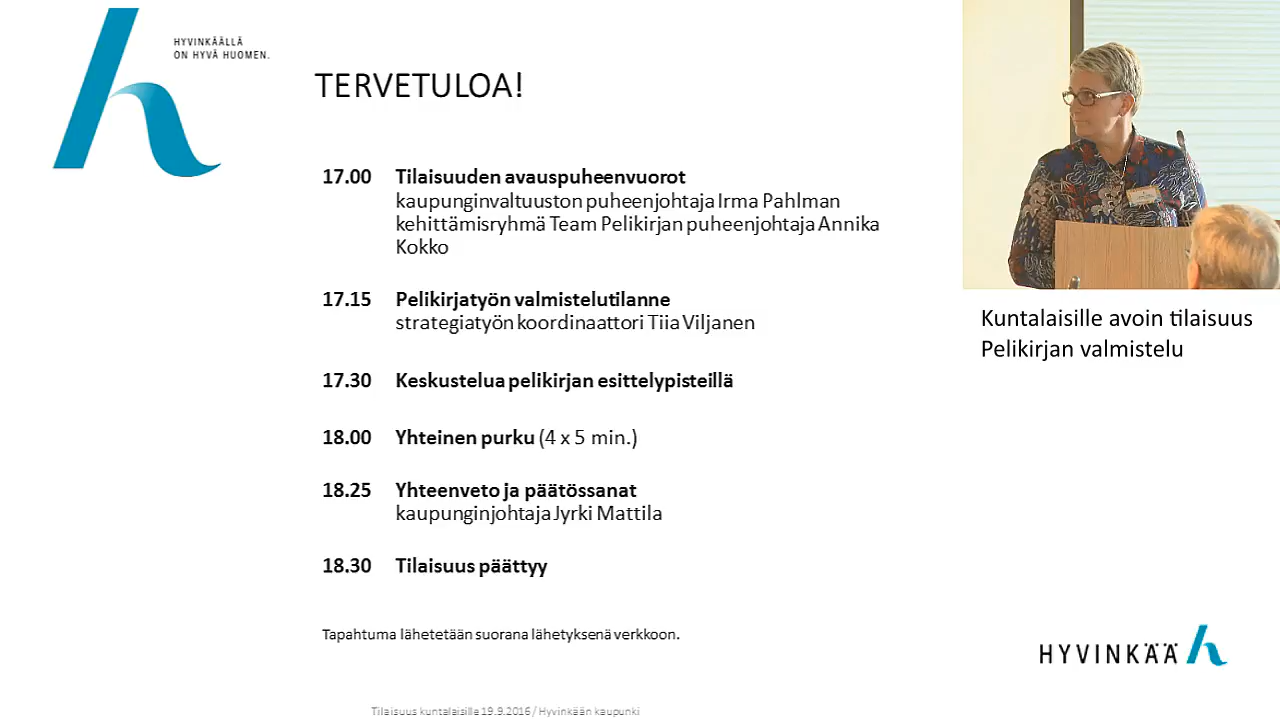 HYVINKÄÄLLÄ
ON HYVÄ HUOMEN.
TERVETULOA!
17.00 Tilaisuuden avauspuheenvuorot
kaupunginvaltuuston puheenjohtaja Irma Pahlman
kehittämisryhmä Team Pelikirjan puheenjohtaja Annika
Kokko
17.15 Pelikirjatyön valmistelutilanne
strategiatyön koordinaattori Tiia Viljanen
17.30 Keskustelua pelikirjan esittelypisteillä
18.00 Yhteinen purku (4 x 5 min.)
18.25 Yhteenveto ja päätössanat
kaupunginjohtaja Jyrki Mattila
18.30 Tilaisuus päättyy
Tapahtuma lähetetään suorana lähetyksenä verkkoon.
Tilaisuus kuntalaisille 19.9.2016 / Hyvinkään kaupunki
Kuntalaisille avoin tilaisuus
Pelikirjan valmistelu
HYVINKÄÄ